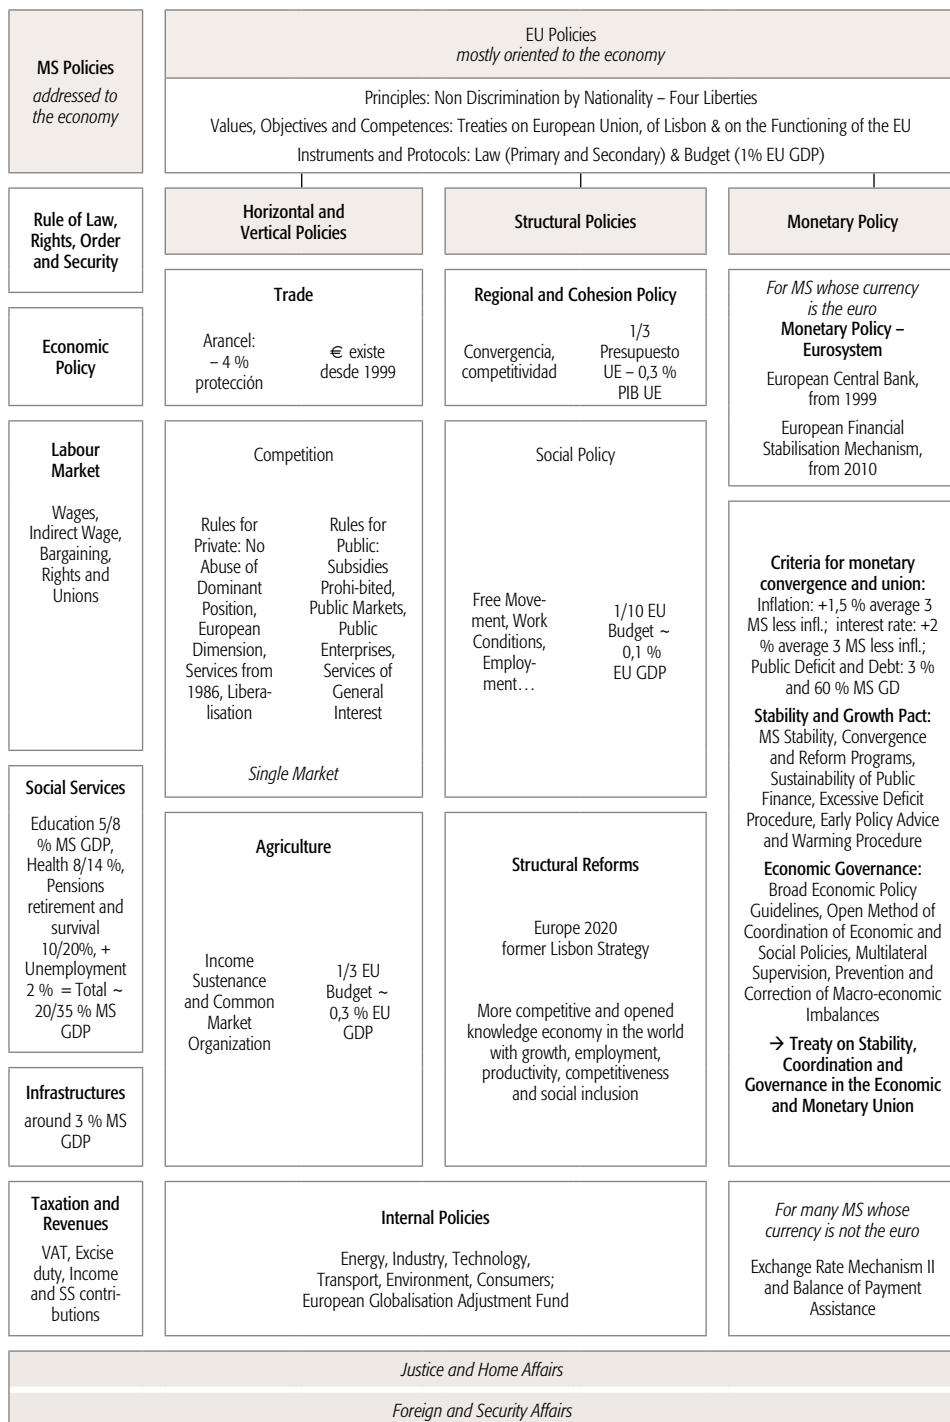 MS Policies
addressed to
the economy
EU Policies
mostly oriented to the economy
Principles: Non Discrimination by Nationality – Four Liberties
Values, Objectives and Competences: Treaties on European Union, of Lisbon & on the Functioning of the EU
Instruments and Protocols: Law (Primary and Secondary) & Budget (1% EU GDP)
Rule of Law,
Rights, Order
and Security
Economic
Policy
Labour
Market
Wages,
Indirect Wage,
Bargaining,
Rights and
Unions
Social Services
Education 5/8
% MS GDP,
Health 8/14 %,
Pensions
retirement and
survival
10/20%, +
Unemployment
2 % = Total ~
20/35 % MS
GDP
Infrastructures
around 3 % MS
GDP
Taxation and
Revenues
VAT, Excise
duty, Income
and SS contri-
butions
Horizontal and
Vertical Policies
Trade
Arancel:
– 4 %
protección
€ existe
desde 1999
Competition
Rules for
Private: No
Abuse of
Dominant
Position,
European
Dimension,
Services from
1986, Libera-
lisation
Rules for
Public:
Subsidies
Prohi-bited,
Public Markets,
Public
Enterprises,
Services of
General
Interest
Single Market
Agriculture
Income
Sustenance
and Common
Market
Organization
1/3 EU
Budget ~
0,3 % EU
GDP
Structural Policies
Regional and Cohesion Policy
Convergencia,
competitividad
1/3
Presupuesto
UE – 0,3 %
PIB UE
Social Policy
Free Move-
ment, Work
Conditions,
Employ-
ment…
1/10 EU
Budget ~
0,1 %
EU GDP
Structural Reforms
Europe 2020
former Lisbon Strategy
More competitive and opened
knowledge economy in the world
with growth, employment,
productivity, competitiveness
and social inclusion
Internal Policies
Energy, Industry, Technology,
Transport, Environment, Consumers;
European Globalisation Adjustment Fund
Monetary Policy
For MS whose currency
is the euro
Monetary Policy –
Eurosystem
European Central Bank,
from 1999
European Financial
Stabilisation Mechanism,
from 2010
Criteria for monetary
convergence and union:
Inflation: +1,5 % average 3
MS less infl.; interest rate: +2
% average 3 MS less infl.;
Public Deficit and Debt: 3 %
and 60 % MS GD
Stability and Growth Pact:
MS Stability, Convergence
and Reform Programs,
Sustainability of Public
Finance, Excessive Deficit
Procedure, Early Policy Advice
and Warming Procedure
Economic Governance:
Broad Economic Policy
Guidelines, Open Method of
Coordination of Economic and
Social Policies, Multilateral
Supervision, Prevention and
Correction of Macro-economic
Imbalances
→ Treaty on Stability,
Coordination and
Governance in the Economic
and Monetary Union
For many MS whose
currency is not the euro
Exchange Rate Mechanism II
and Balance of Payment
Assistance
Justice and Home Affairs
Foreign and Security Affairs